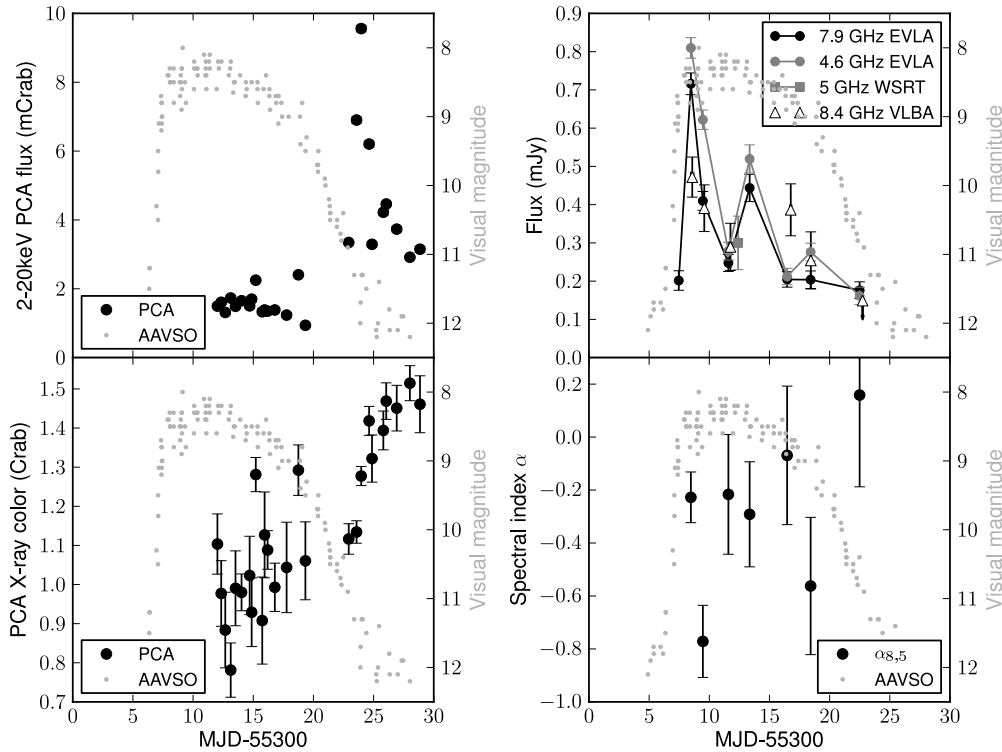 10
8
6
4
2
0
2-20keV PCA flux (mCrab)
PCA
AAVSO
8
9
10
11
12
Visual magnitude
0.9
0.8
0.7
0.6
0.5
0.4
0.3
0.2
0.1
0.0
Flux (mJy)
7.9 GHz EVLA
4.6 GHz EVLA
5 GHz WSRT
8.4 GHz VLBA
8
9
10
11
12
Visual magnitude
1.5
1.4
1.3
1.2
1.1
1.0
0.9
0.8
0.7
PCA X-ray color (Crab)
PCA
AAVSO
8
9
10
11
12
Visual magnitude
0 5 10 15 20 25 30
MJD-55300
0.2
0.0
−0.2
−0.4
−0.6
−0.8
−1.0
Spectral index α
α8,5
AAVSO
8
9
10
11
12
Visual magnitude
0 5 10 15 20 25 30
MJD-55300